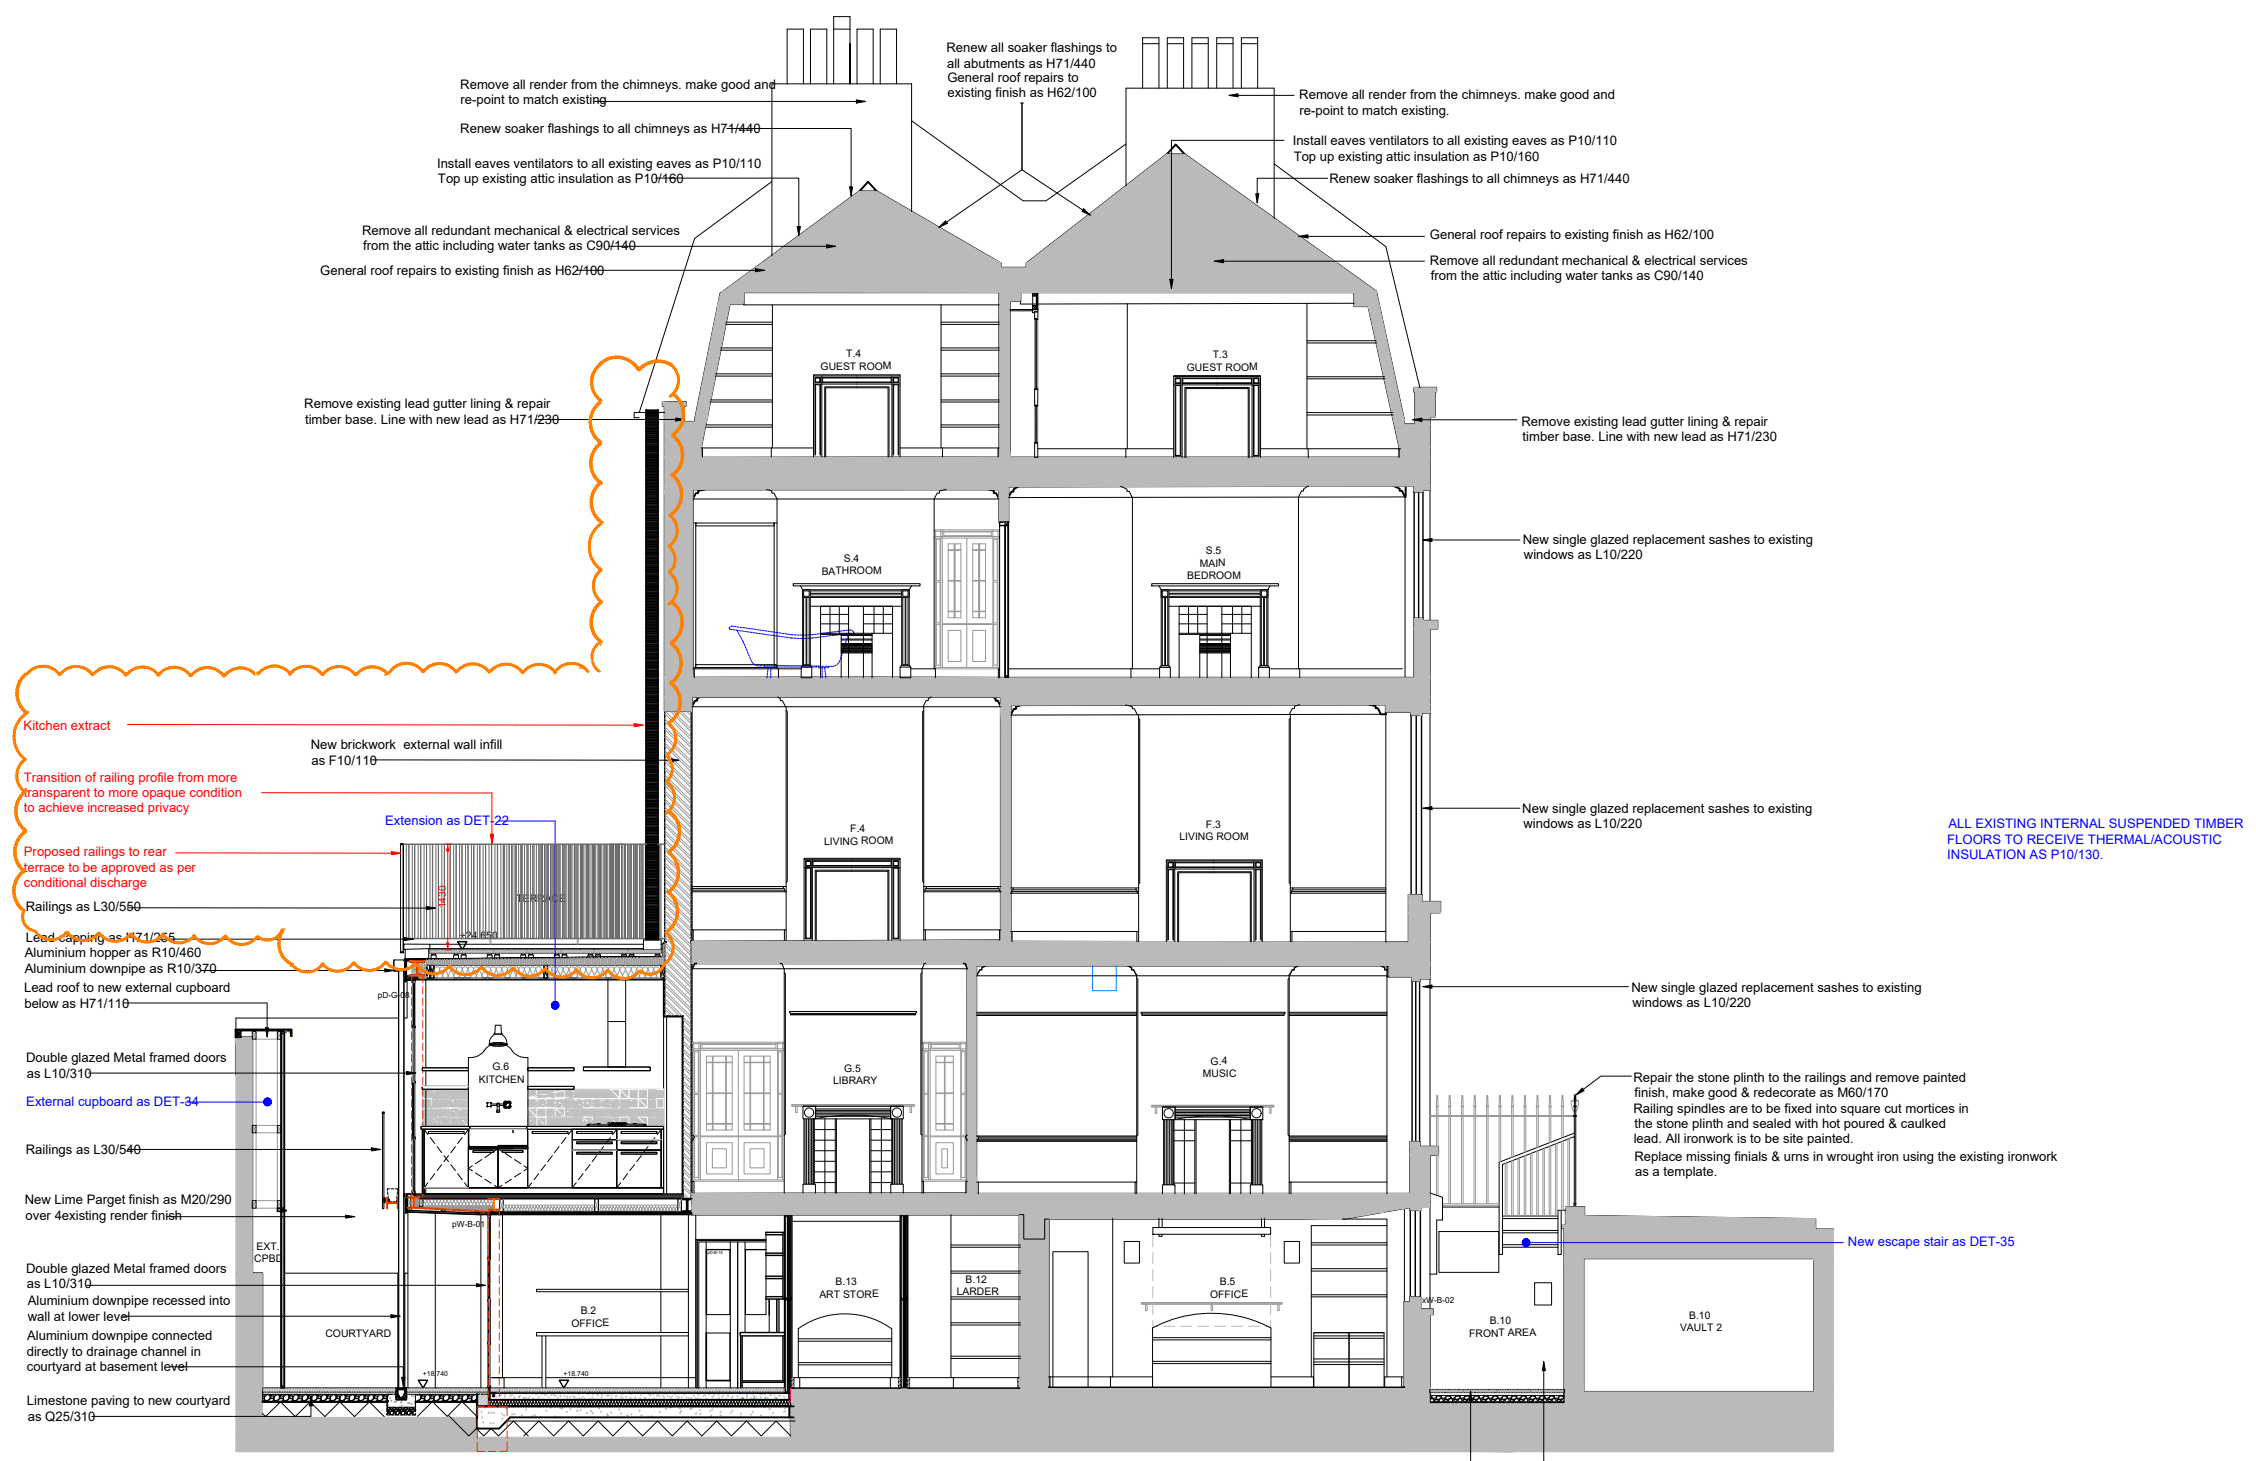 Remove all render from the chimneys. make good and
re-point to match existing
Renew soaker flashings to all chimneys as H71/440
Install eaves ventilators to all existing eaves as P10/110
Top up existing attic insulation as P10/160
Remove all redundant mechanical & electrical services
from the attic including water tanks as C90/140
General roof repairs to existing finish as H62/100
Renew all soaker flashings to
all abutments as H71/440
General roof repairs to
existing finish as H62/100
Remove all render from the chimneys. make good and
re-point to match existing.
Install eaves ventilators to all existing eaves as P10/110
Top up existing attic insulation as P10/160
Renew soaker flashings to all chimneys as H71/440
General roof repairs to existing finish as H62/100
Remove all redundant mechanical & electrical services
from the attic including water tanks as C90/140
T.4
GUEST ROOM
T.3
GUEST ROOM
Remove existing lead gutter lining & repair
timber base. Line with new lead as H71/230
Remove existing lead gutter lining & repair
timber base. Line with new lead as H71/230
S.4
BATHROOM
S.5
MAIN
BEDROOM
New single glazed replacement sashes to existing
windows as L10/220
Kitchen extract
New brickwork external wall infill
as F10/110
Transition of railing profile from more
transparent to more opaque condition
to achieve increased privacy
Extension as DET-22
Proposed railings to rear
terrace to be approved as per
conditional discharge
Railings as L30/550
1430
TERRACE
+24.650
F.4
LIVING ROOM
F.3
LIVING ROOM
New single glazed replacement sashes to existing
windows as L10/220
ALL EXISTING INTERNAL SUSPENDED TIMBER
FLOORS TO RECEIVE THERMAL/ACOUSTIC
INSULATION AS P10/130.
Lead capping as H71/255
Aluminium hopper as R10/460
Aluminium downpipe as R10/370
Lead roof to new external cupboard
below as H71/110
pD-G-03
Double glazed Metal framed doors
as L10/310
External cupboard as DET-34
Railings as L30/540
New Lime Parget finish as M20/290
over 4existing render finish
G.6
KITCHEN
G.5
LIBRARY
G.4
MUSIC
New single glazed replacement sashes to existing
windows as L10/220
Repair the stone plinth to the railings and remove painted
finish, make good & redecorate as M60/170
Railing spindles are to be fixed into square cut mortices in
the stone plinth and sealed with hot poured & caulked
lead. All ironwork is to be site painted.
Replace missing finials & urns in wrought iron using the existing ironwork
as a template.
New escape stair as DET-35
pW-B-01
EXT.
CPBD
Double glazed Metal framed doors
as L10/310
Aluminium downpipe recessed into
wall at lower level
Aluminium downpipe connected
directly to drainage channel in
courtyard at basement level
Limestone paving to new courtyard
as Q25/310
COURTYARD
+18.740
+18.740
B.2
OFFICE
B.13
ART STORE
B.12
LARDER
B.5
OFFICE
xW-B-02
B.10
FRONT AREA
B.10
VAULT 2